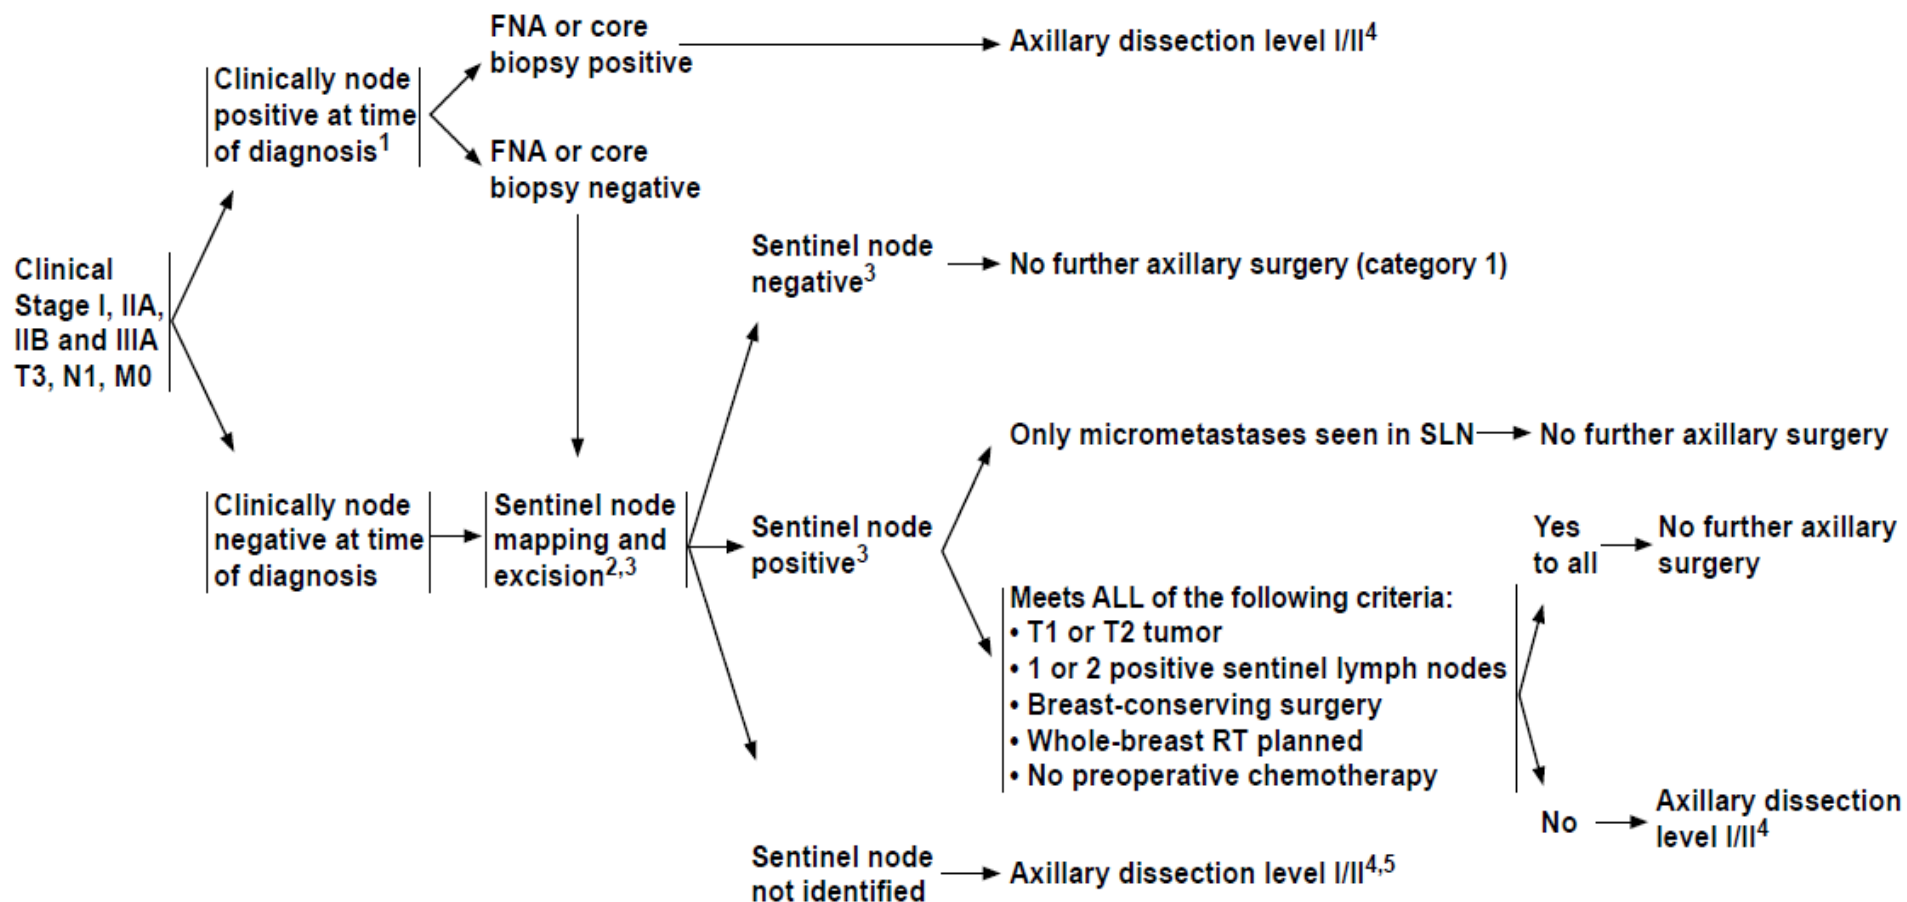 FNA or core
biopsy positive
Axillary dissection level I/II4
Clinically node
positive at time
of diagnosis1
FNA or core
biopsy negative
Clinical
Stage I, IIA,
IIB and IIIA
T3, N1, M0
Sentinel node
negative3
No further axillary surgery (category 1)
Only micrometastases seen in SLN
No further axillary surgery
Clinically node
negative at time
of diagnosis
Sentinel node
mapping and
excision2,3
Sentinel node
positive3
Meets ALL of the following criteria:
• T1 or T2 tumor
• 1 or 2 positive sentinel lymph nodes
• Breast-conserving surgery
• Whole-breast RT planned
• No preoperative chemotherapy
Yes
to all
No further axillary
surgery
No
Axillary dissection
level I/II4
Sentinel node
not identified
Axillary dissection level I/II4,5